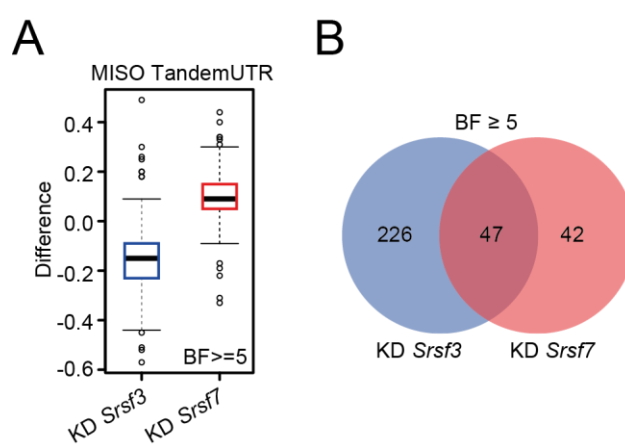 A
MISO TandemUTR
Difference
0.4
0.2
0.0
-0.2
-0.4
-0.6
BF>=5
KD Srsf3
KD Srsf7
B
BF ≥ 5
226
47
42
KD Srsf3
KD Srsf7